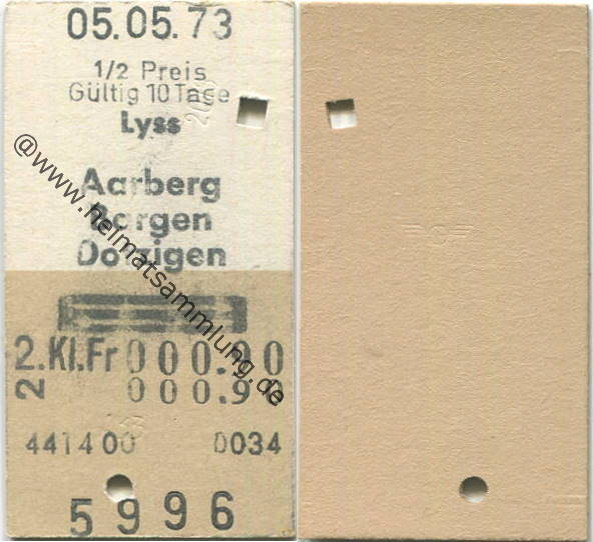 05.05.73
1/2 Preis
Gültig 10 Tage
Lyss
Aarberg
Bargen
Dotzigen
2.Kl.Fr 000.90
2 000.90
441400 0034
5996
@www.heimatsammlung.de